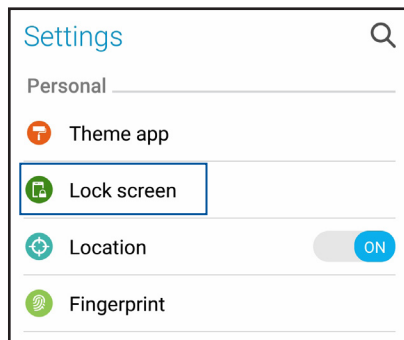 Settings
Personal
Theme app
Lock screen
Location
ON
Fingerprint